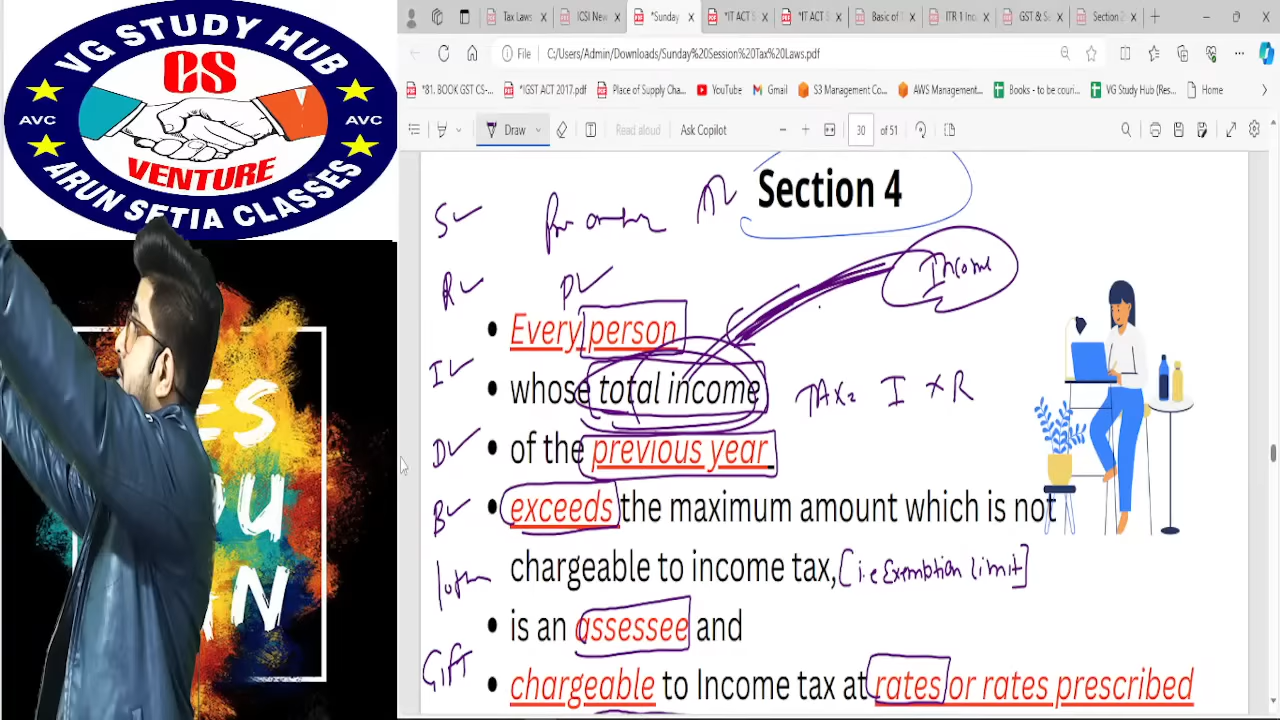 VG STUDY HUB
CS
AVC
AVC
VENTURE
ARUN SETIA CLASSES
Tax Laws
ICSI New
*Sunday
*IT ACT
Basic of
GST & S
Section 2
File
C:/Users/Admin/Downloads/Sunday%20Session%20Tax%20Laws.pdf
*81. BOOK GST CS-...
*IGST ACT 2017.pdf
Place of Supply Cha...
YouTube
Gmail
S3 Management Co...
AWS Management...
Books - to be couri...
VG Study Hub (Res...
Home
Draw
Read aloud
Ask Copilot
30
of 51
Section 4
S
R
P
Income
• Every person
I
• whose total income
TAX = I × R
D
• of the previous year
B
• exceeds the maximum amount which is not
chargeable to income tax, [i.e Exemption Limit]
• is an assessee and
Gift
• chargeable to Income tax at rates or rates prescribed